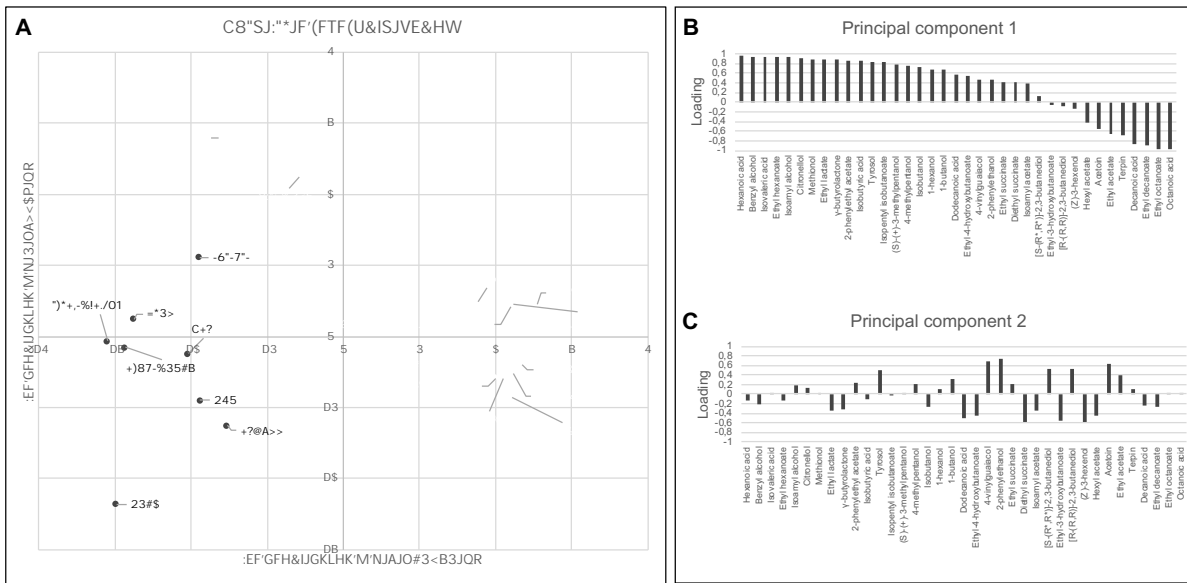 A
C8"SJ:"*JF'(FTF(U&ISJVE&HW
4
B
$
3
5
D3
D$
DB
D4
DB
D$
D3
5
3
$
B
4
-6"-7"-
")*+,-%!+./O1
=*3>
C+?
+)87-%35#B
245
+?@A>>
23#$
:EF'GFH&IJGKLHK'M'NJ3JOA><$PJQR
:EF'GFH&IJGKLHK'M'NJAJO#3<B3JQR
B
Principal component 1
Loading
1
0,8
0,6
0,4
0,2
0
-0,2
-0,4
-0,6
-0,8
-1
Hexanoic acid
Benzyl alcohol
Isovaleric acid
Ethyl hexanoate
Isoamyl alcohol
Citronellol
Methionol
Ethyl lactate
γ-butyrolactone
2-phenylethyl acetate
Isobutyric acid
Tyrosol
Isopentyl isobutanoate
(S)-(+)-3-methylpentanol
4-methylpentanol
Isobutanol
1-hexanol
1-butanol
Dodecanoic acid
Ethyl-4-hydroxybutanoate
4-vinylguaiacol
2-phenylethanol
Ethyl succinate
Diethyl succinate
Isoamyl acetate
[S-(R*,R*)]-2,3-butanediol
Ethyl-3-hydroxybutanoate
[R-(R,R)]-2,3-butanediol
(Z)-3-hexenol
Hexyl acetate
Acetoin
Ethyl acetate
Terpin
Decanoic acid
Ethyl decanoate
Ethyl octanoate
Octanoic acid
C
Principal component 2
Loading
1
0,8
0,6
0,4
0,2
0
-0,2
-0,4
-0,6
-0,8
-1
Hexanoic acid
Benzyl alcohol
Isovaleric acid
Ethyl hexanoate
Isoamyl alcohol
Citronellol
Methionol
Ethyl lactate
γ-butyrolactone
2-phenylethyl acetate
Isobutyric acid
Tyrosol
Isopentyl isobutanoate
(S)-(+)-3-methylpentanol
4-methylpentanol
Isobutanol
1-hexanol
1-butanol
Dodecanoic acid
Ethyl-4-hydroxybutanoate
4-vinylguaiacol
2-phenylethanol
Ethyl succinate
Diethyl succinate
Isoamyl acetate
[S-(R*,R*)]-2,3-butanediol
Ethyl-3-hydroxybutanoate
[R-(R,R)]-2,3-butanediol
(Z)-3-hexenol
Hexyl acetate
Acetoin
Ethyl acetate
Terpin
Decanoic acid
Ethyl decanoate
Ethyl octanoate
Octanoic acid